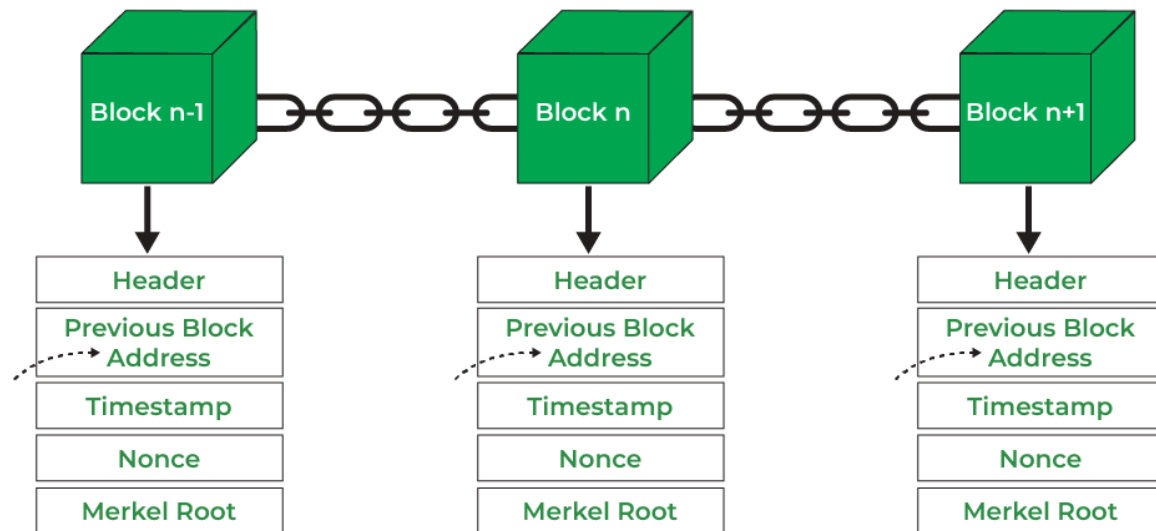 Block n-1
Block n
Block n+1
Header
Previous Block
Address
Timestamp
Nonce
Merkel Root
Header
Previous Block
Address
Timestamp
Nonce
Merkel Root
Header
Previous Block
Address
Timestamp
Nonce
Merkel Root